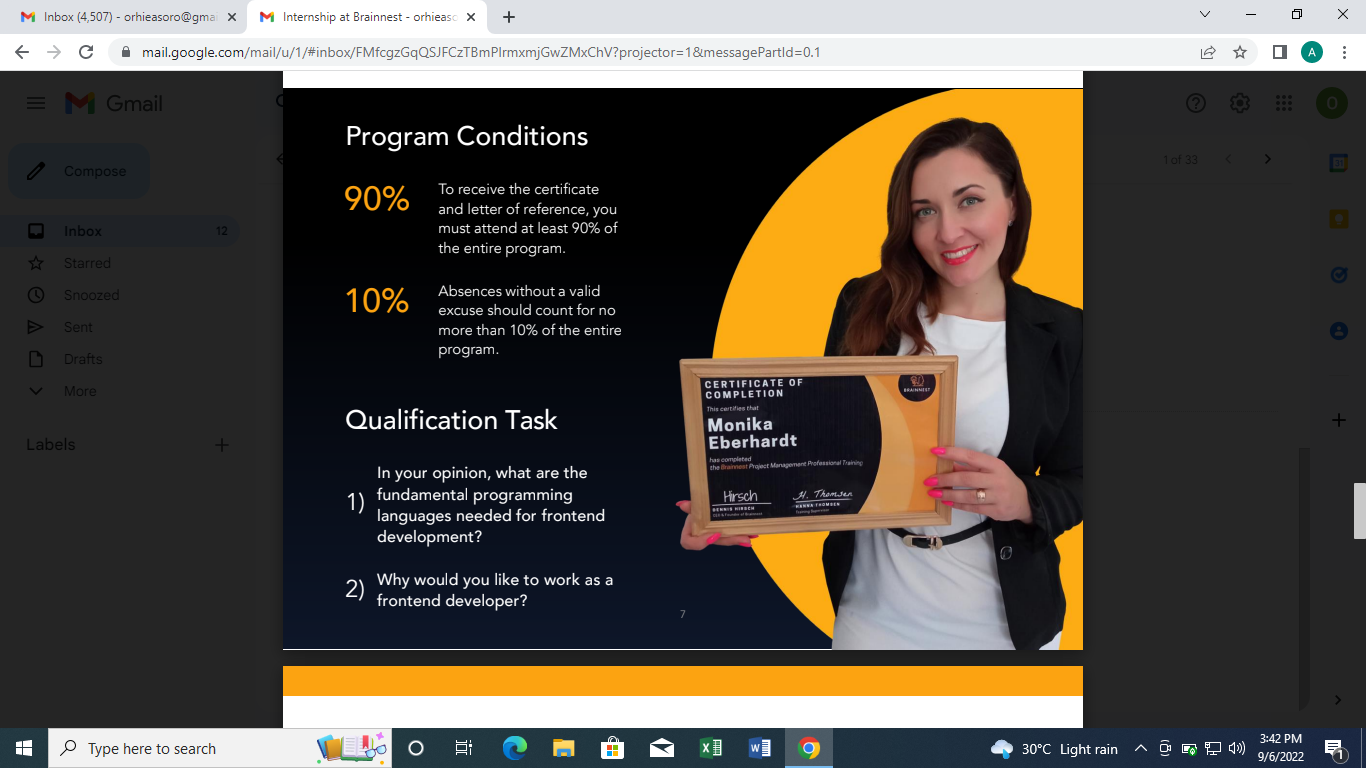 Inbox (4,507) - orhieasoro@gmai
Internship at Brainnest - orhieaso
mail.google.com/mail/u/1/#inbox/FMfcgzGqQSJFCzTBmPlrmxmjGwZMxChV?projector=1&messagePartId=0.1
A
Gmail
O
Compose
1 of 33
Inbox 12
Starred
Snoozed
Sent
Drafts
More
Labels
Program Conditions
90%
To receive the certificate
and letter of reference, you
must attend at least 90% of
the entire program.
10%
Absences without a valid
excuse should count for no
more than 10% of the entire
program.
Qualification Task
1)
In your opinion, what are the
fundamental programming
languages needed for frontend
development?
2)
Why would you like to work as a
frontend developer?
7
CERTIFICATE OF
COMPLETION
BRAINNEST
This certifies that
Monika
Eberhardt
has completed
the Brainnest Project Management Professional Training
Hirsch
H. Thomsen
DENNIS HIRSCH
HANNA THOMSEN
CEO & Founder of Brainnest
Training Supervisor
Type here to search
30°C Light rain
3:42 PM
9/6/2022
1